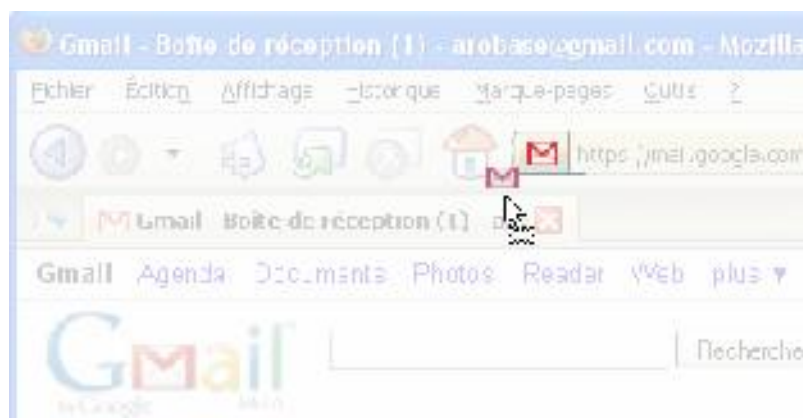 Gmail - Boîte de réception (1) - arobase@gmail.com - Mozilla
Fichier Édition Affichage Historique Marque-pages Outils ?
https://mail.google.com
Gmail Boîte de réception (1)
Gmail Agenda Documents Photos Reader Web plus ▼
Gmail Recherche
by Google